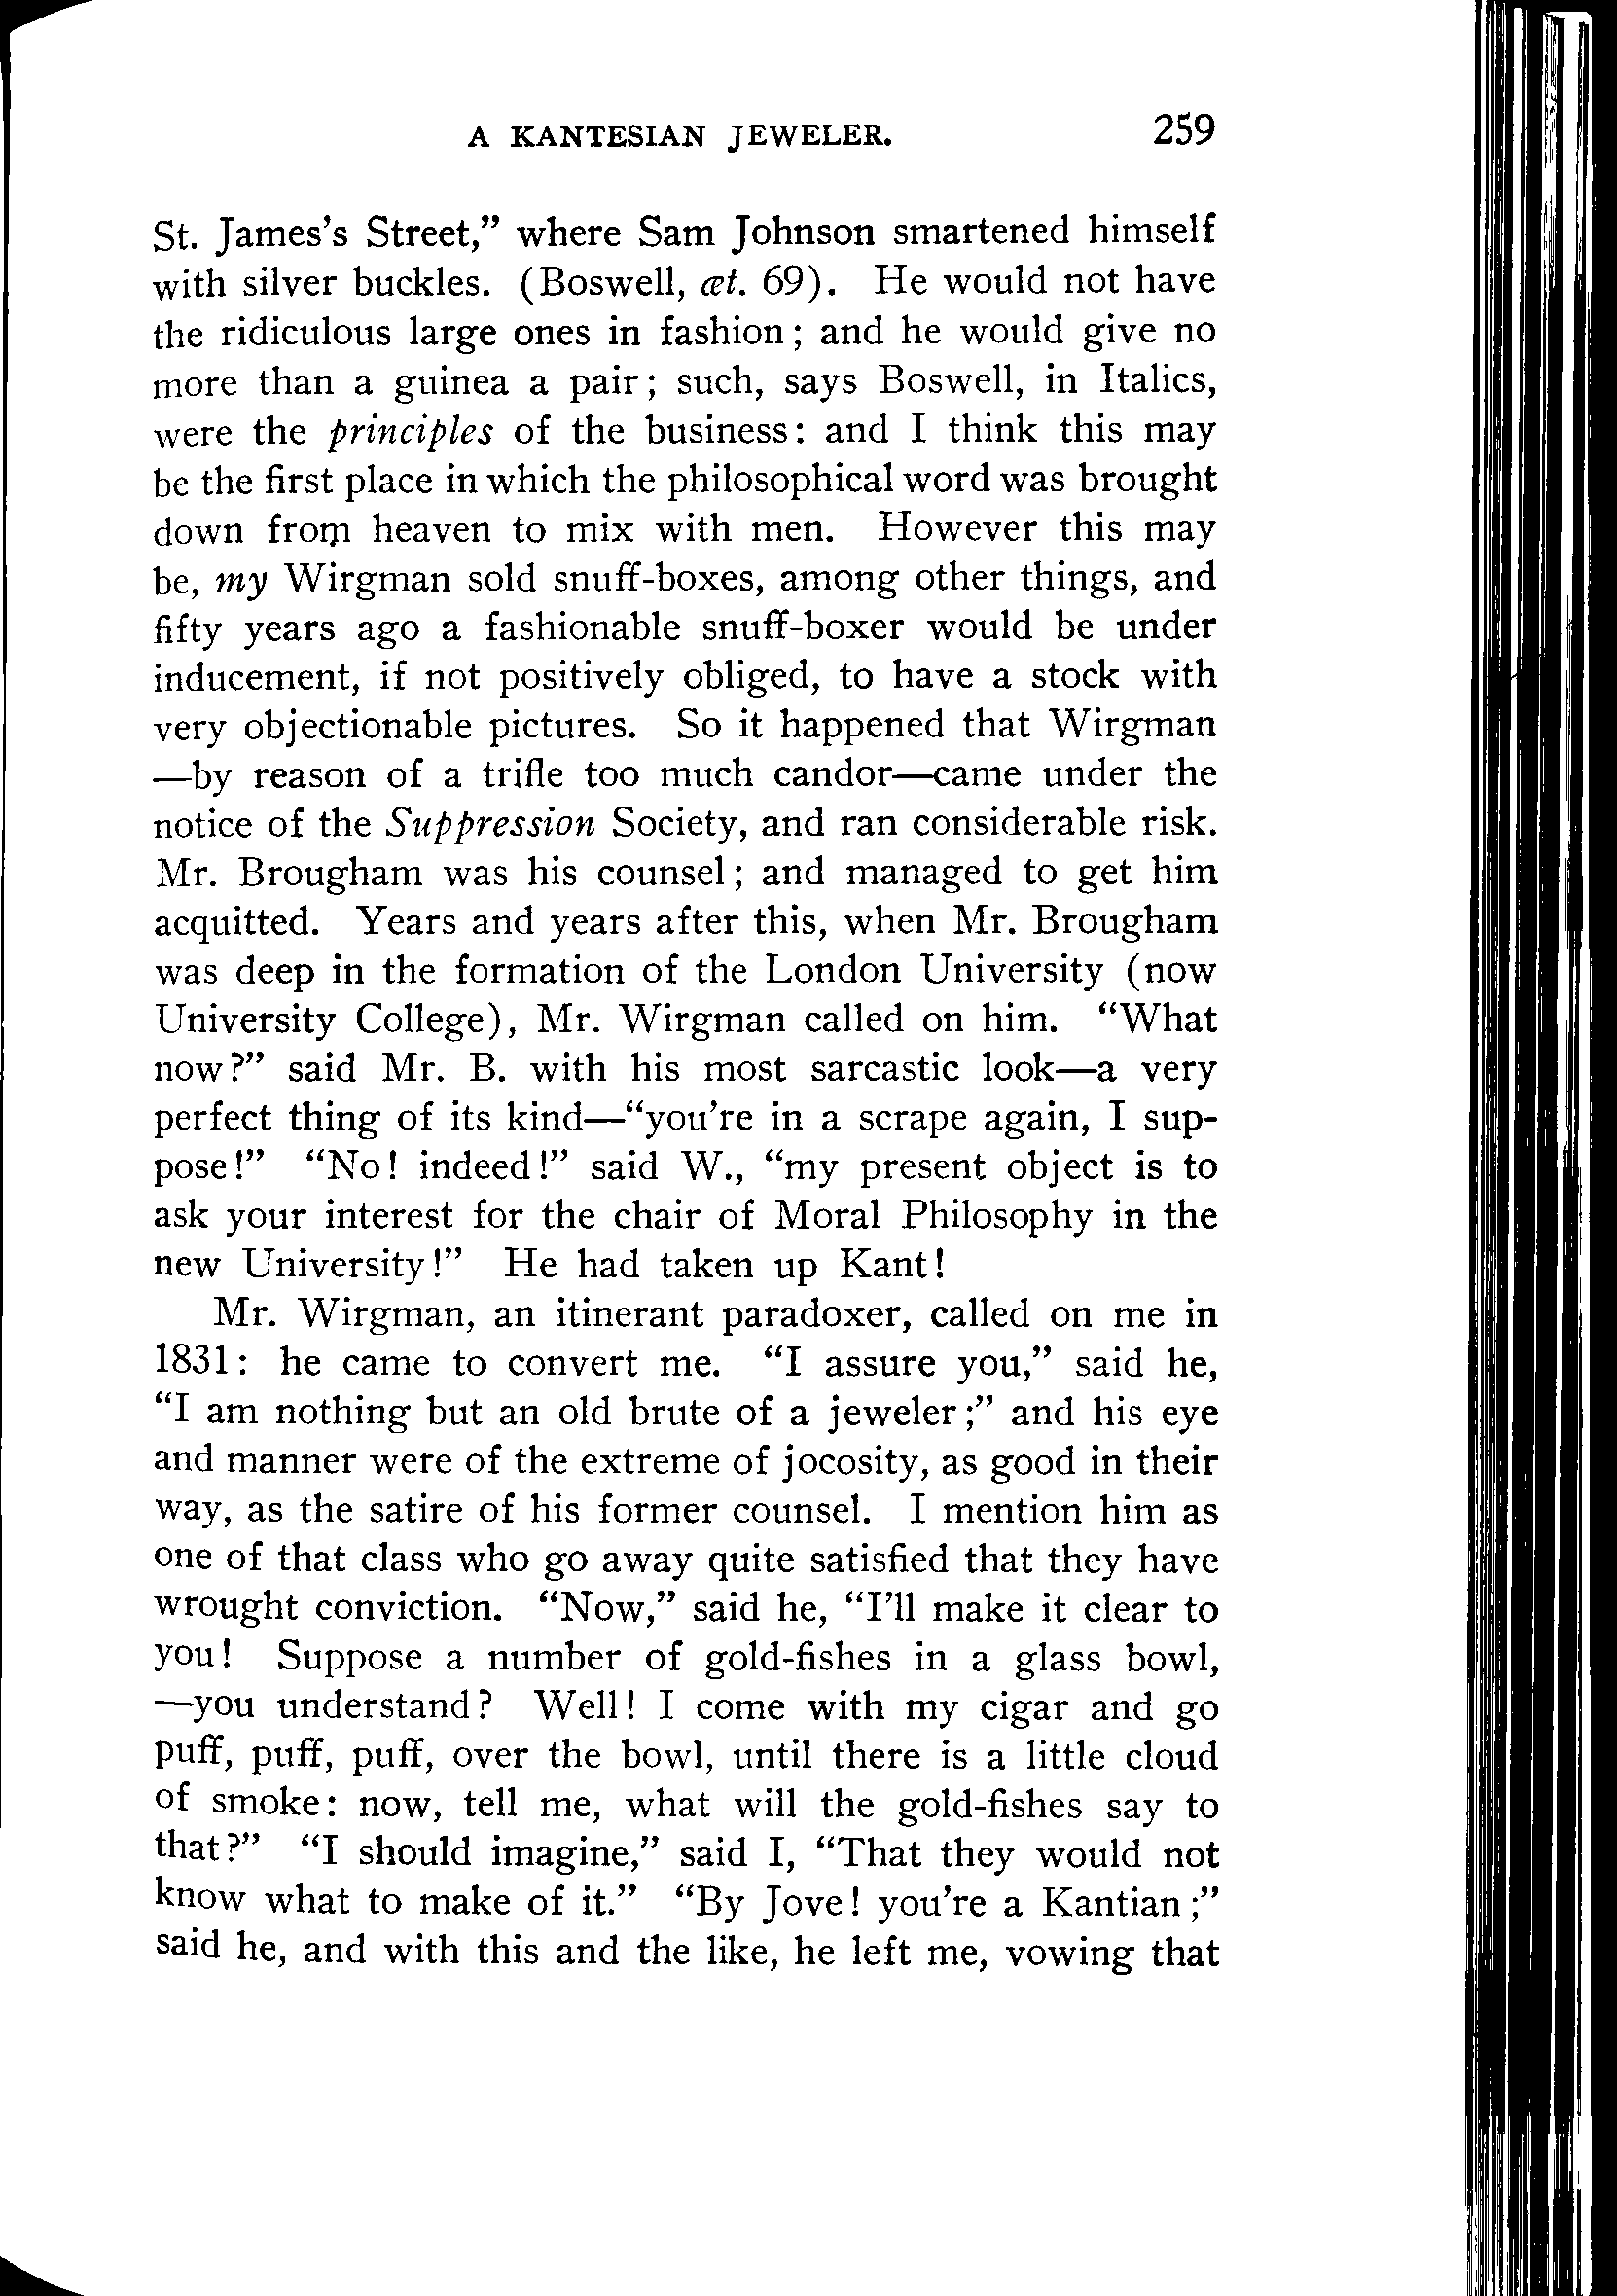 A KANTESIAN JEWELER. 259
St. James's Street,” where Sam Johnson smartened himself
with silver buckles. (Boswell, æt. 69). He would not have
the ridiculous large ones in fashion; and he would give no
more than a guinea a pair; such, says Boswell, in Italics,
were the principles of the business: and I think this may
be the first place in which the philosophical word was brought
down from heaven to mix with men. However this may
be, my Wirgman sold snuff-boxes, among other things, and
fifty years ago a fashionable snuff-boxer would be under
inducement, if not positively obliged, to have a stock with
very objectionable pictures. So it happened that Wirgman
—by reason of a trifle too much candor—came under the
notice of the Suppression Society, and ran considerable risk.
Mr. Brougham was his counsel; and managed to get him
acquitted. Years and years after this, when Mr. Brougham
was deep in the formation of the London University (now
University College), Mr. Wirgman called on him. “What
now?” said Mr. B. with his most sarcastic look—a very
perfect thing of its kind—“you're in a scrape again, I sup-
pose!” “No! indeed!” said W., “my present object is to
ask your interest for the chair of Moral Philosophy in the
new University!” He had taken up Kant!
Mr. Wirgman, an itinerant paradoxer, called on me in
1831: he came to convert me. “I assure you,” said he,
“I am nothing but an old brute of a jeweler;” and his eye
and manner were of the extreme of jocosity, as good in their
way, as the satire of his former counsel. I mention him as
one of that class who go away quite satisfied that they have
wrought conviction. “Now,” said he, “I'll make it clear to
you! Suppose a number of gold-fishes in a glass bowl,
—you understand? Well! I come with my cigar and go
puff, puff, puff, over the bowl, until there is a little cloud
of smoke: now, tell me, what will the gold-fishes say to
that?” “I should imagine,” said I, “That they would not
know what to make of it.” “By Jove! you're a Kantian;”
said he, and with this and the like, he left me, vowing that